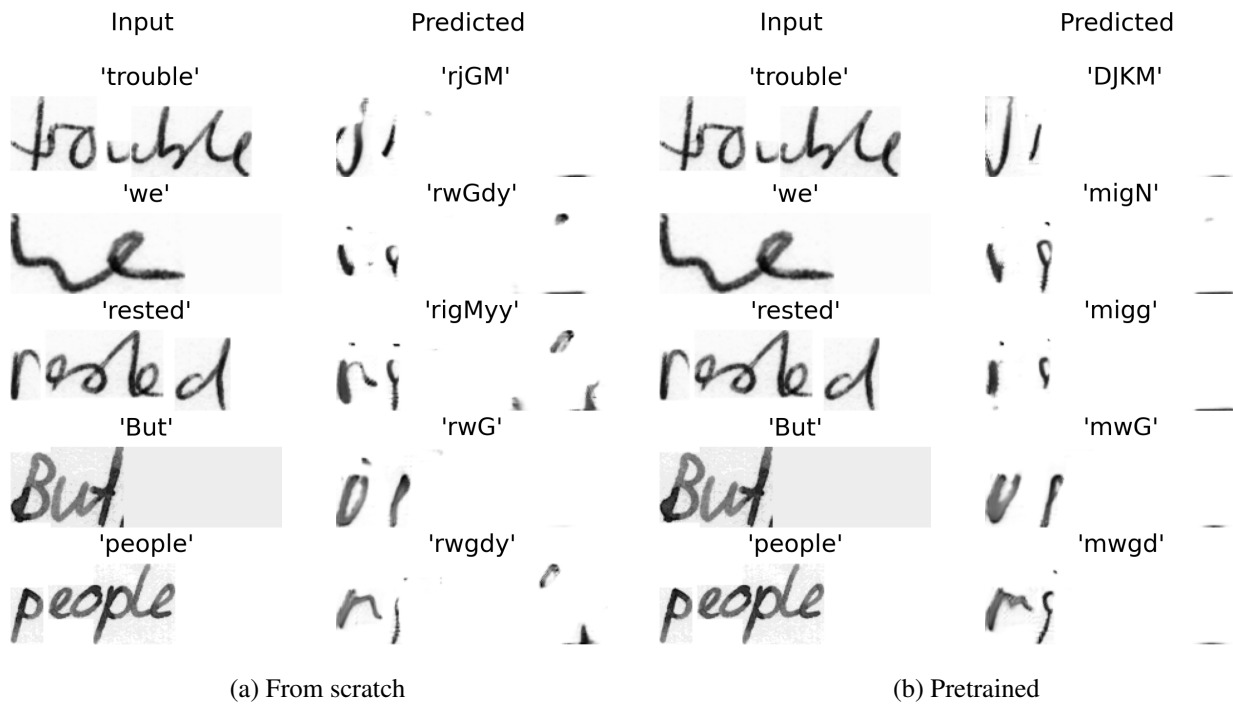 Input Predicted Input Predicted
'trouble' 'rjGM' 'trouble' 'DJKM'
trouble trouble
'we' 'rwGdy' 'we' 'migN'
we we
'rested' 'rigMyy' 'rested' 'migg'
rested rested
'But' 'rwG' 'But' 'mwG'
But But
'people' 'rwgdy' 'people' 'mwgd'
people people
(a) From scratch (b) Pretrained